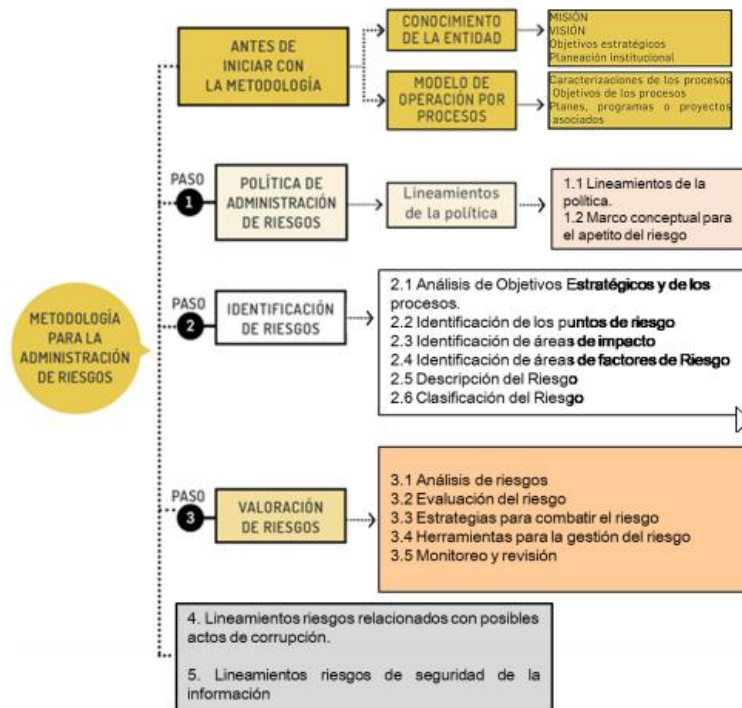 ANTES DE
INICIAR CON
LA METODOLOGÍA
CONOCIMIENTO
DE LA ENTIDAD
MISIÓN
VISIÓN
Objetivos estratégicos
Planeación institucional
MODELO DE
OPERACIÓN POR
PROCESOS
Caracterizaciones de los procesos
Objetivos de los procesos
Planes, programas o proyectos
asociados
PASO
1
POLÍTICA DE
ADMINISTRACIÓN
DE RIESGOS
Lineamientos
de la política
1.1 Lineamientos de la
política.
1.2 Marco conceptual para
el apetito del riesgo
METODOLOGÍA
PARA LA
ADMINISTRACIÓN
DE RIESGOS
PASO
2
IDENTIFICACIÓN
DE RIESGOS
2.1 Análisis de Objetivos Estratégicos y de los
procesos.
2.2 Identificación de los puntos de riesgo
2.3 Identificación de áreas de impacto
2.4 Identificación de áreas de factores de Riesgo
2.5 Descripción del Riesgo
2.6 Clasificación del Riesgo
PASO
3
VALORACIÓN
DE RIESGOS
3.1 Análisis de riesgos
3.2 Evaluación del riesgo
3.3 Estrategias para combatir el riesgo
3.4 Herramientas para la gestión del riesgo
3.5 Monitoreo y revisión
4. Lineamientos riesgos relacionados con posibles
actos de corrupción.
5. Lineamientos riesgos de seguridad de la
información